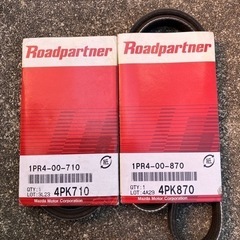 Roadpartner
1PR4-00-710
QTY: 1
LOT: 3L23
4PK710
Mazda Motor Corporation
Roadpartner
1PR4-00-870
QTY: 1
LOT: 4A29
4PK870
Mazda Motor Corporation